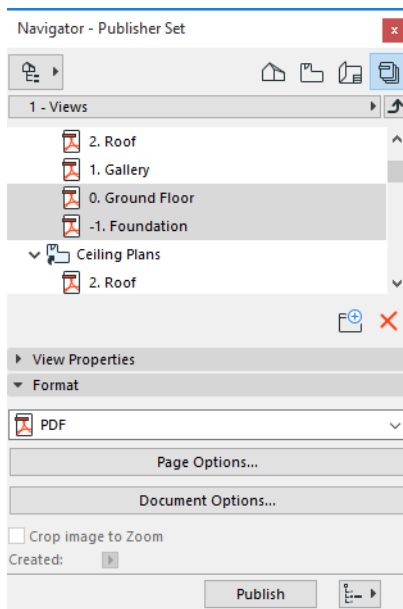 Navigator - Publisher Set
x
1 - Views
2. Roof
1. Gallery
0. Ground Floor
-1. Foundation
Ceiling Plans
2. Roof
View Properties
Format
PDF
Page Options...
Document Options...
Crop image to Zoom
Created:
Publish